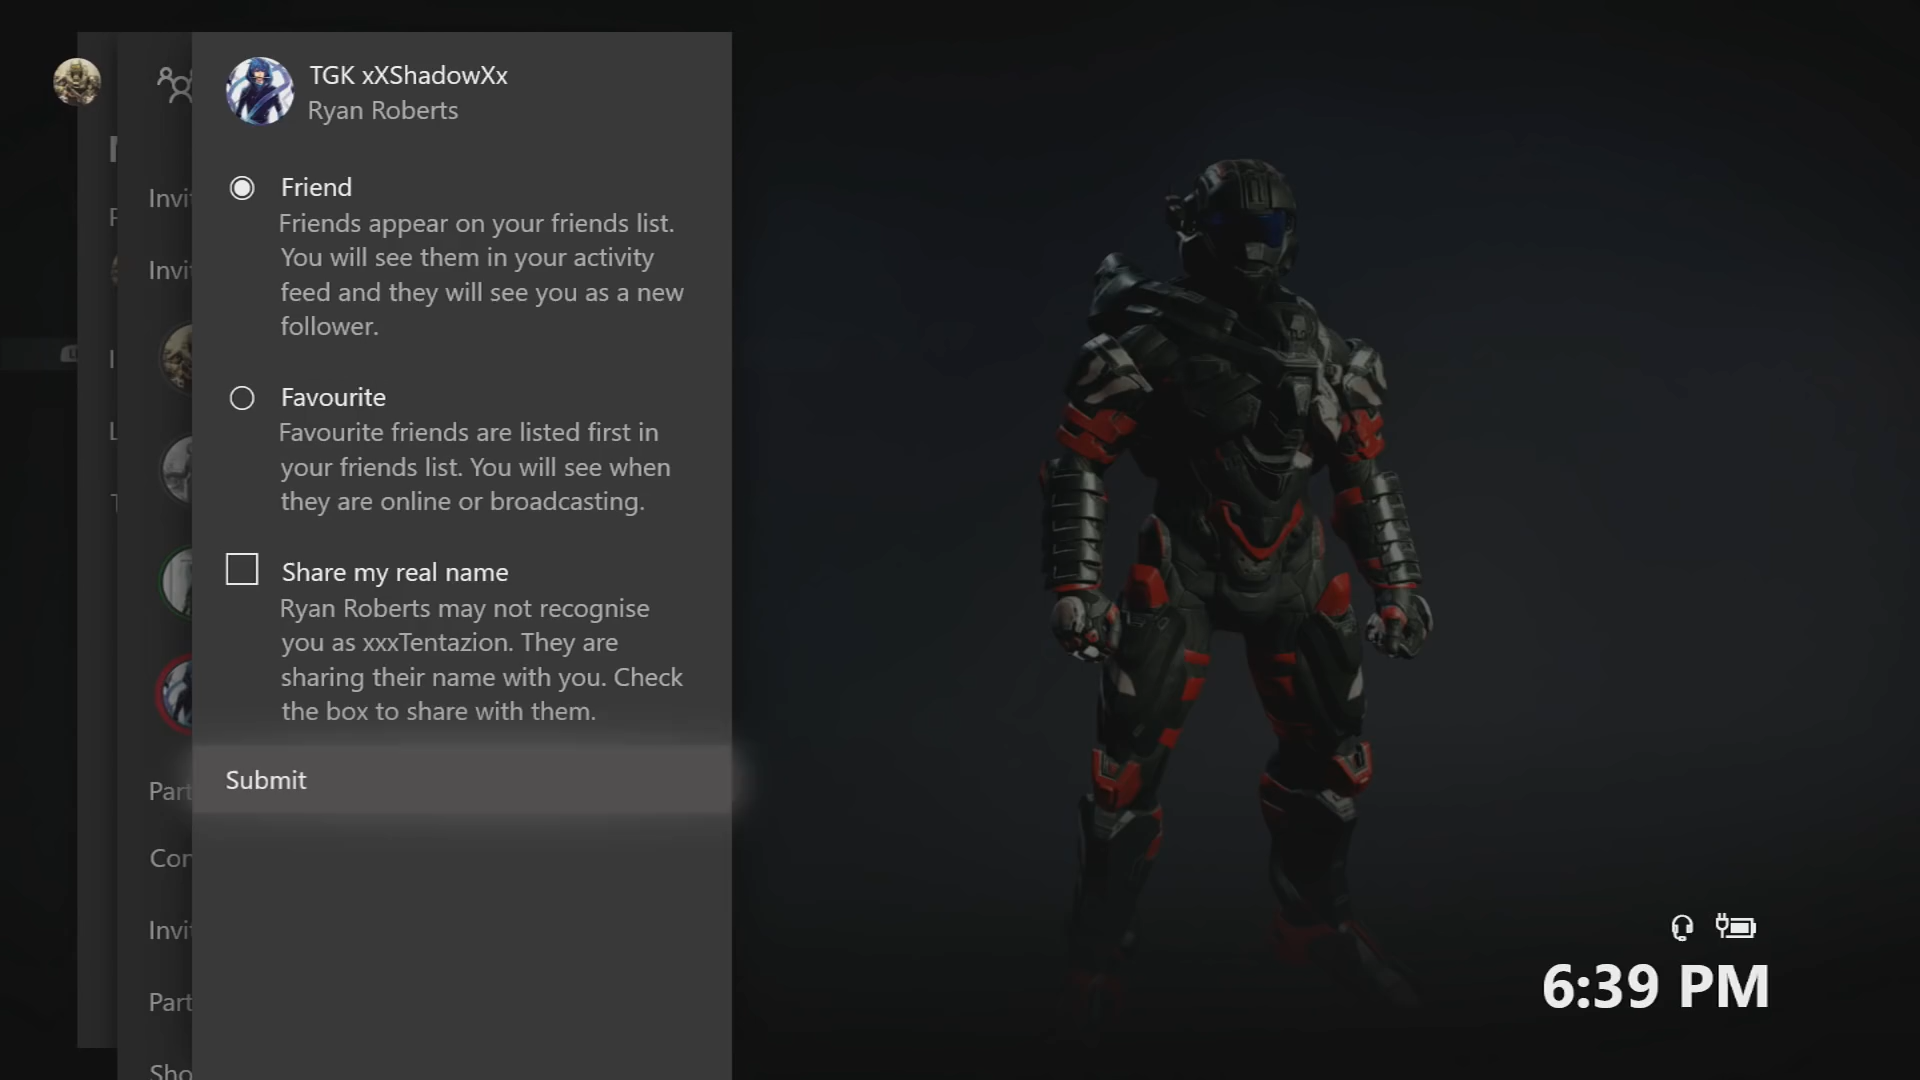 TGK xXShadowXx
Ryan Roberts
Friend
Friends appear on your friends list.
You will see them in your activity
feed and they will see you as a new
follower.
Favourite
Favourite friends are listed first in
your friends list. You will see when
they are online or broadcasting.
Share my real name
Ryan Roberts may not recognise
you as xxxTentazion. They are
sharing their name with you. Check
the box to share with them.
Submit
6:39 PM